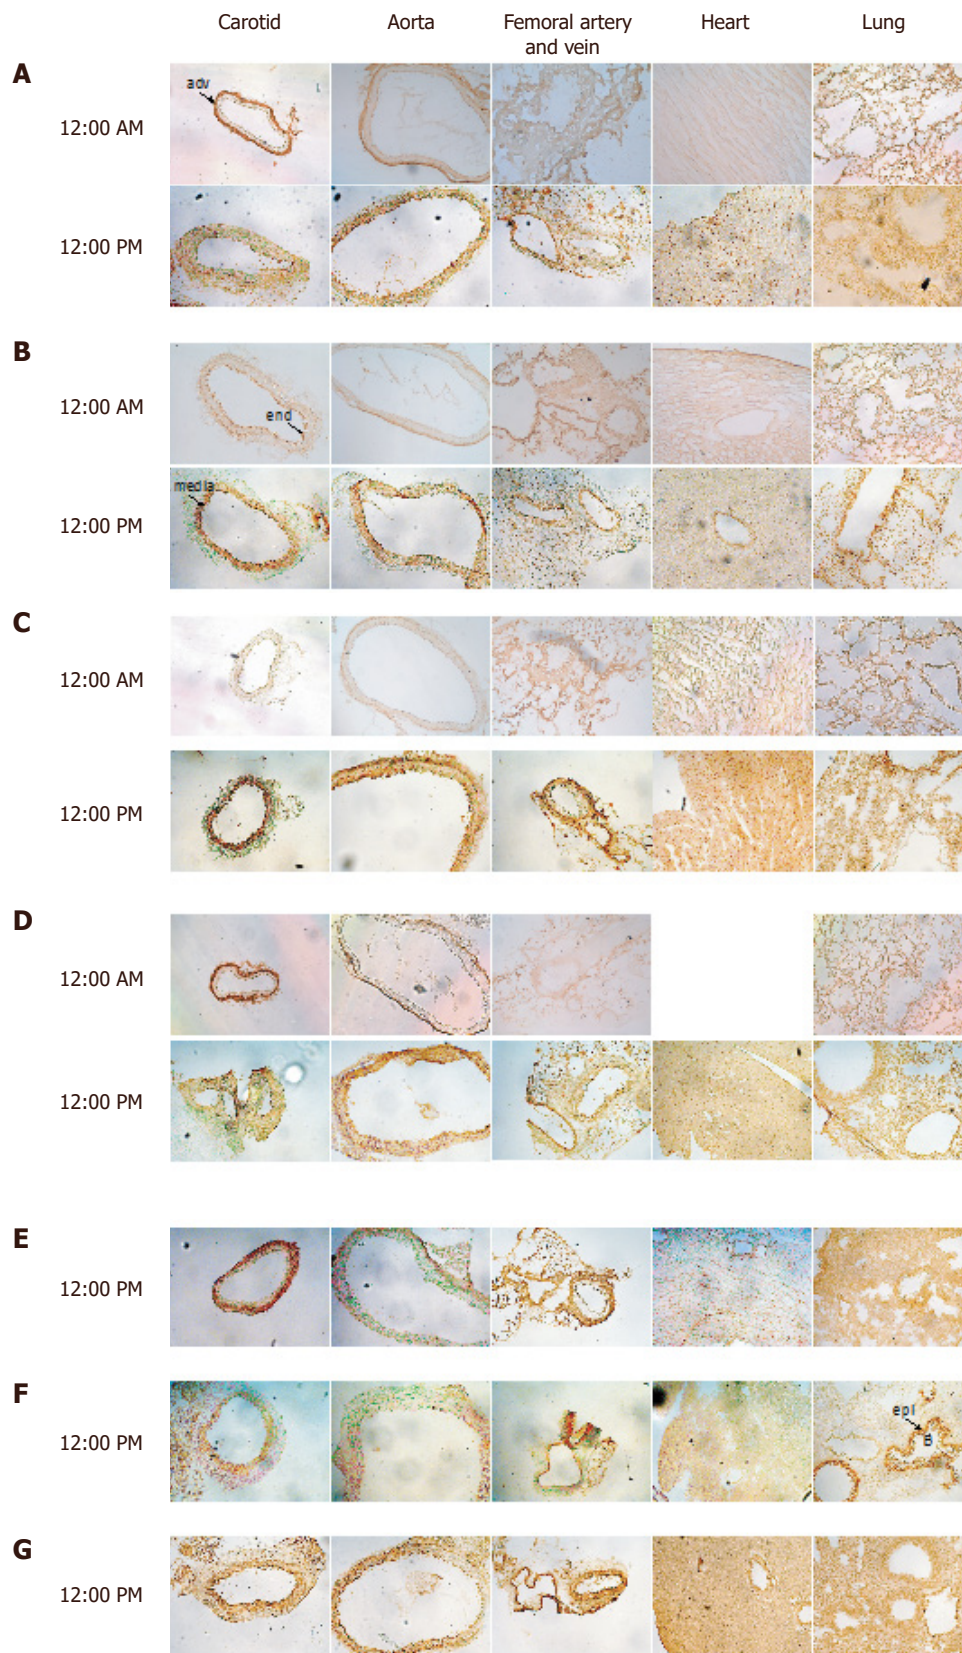 Carotid Aorta Femoral artery Heart Lung
and vein
A
adv
12:00 AM
12:00 PM
B
12:00 AM
end
media
12:00 PM
C
12:00 AM
12:00 PM
D
12:00 AM
12:00 PM
E
12:00 PM
F
epi
B
12:00 PM
G
12:00 PM